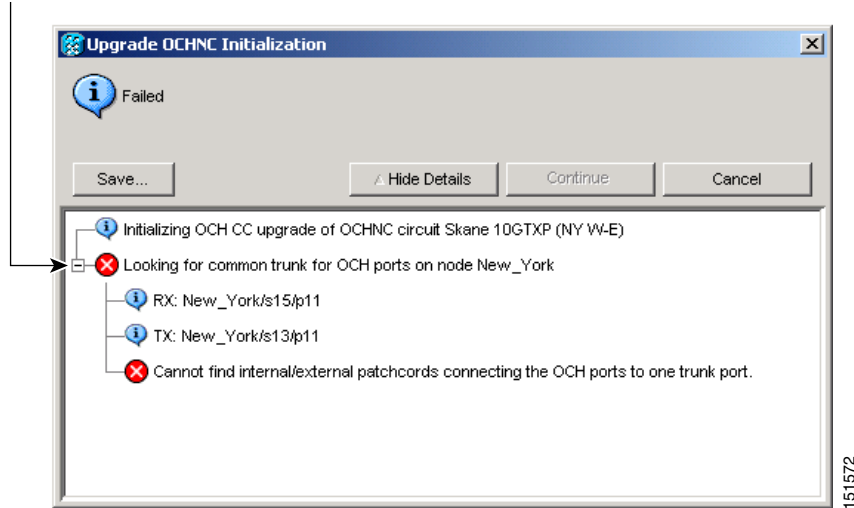 Upgrade OCHNC Initialization
Failed
Save...
Hide Details
Continue
Cancel
Initializing OCH CC upgrade of OCHNC circuit Skane 10GTXP (NY W-E)
Looking for common trunk for OCH ports on node New_York
RX: New_York/s15/p11
TX: New_York/s13/p11
Cannot find internal/external patchcords connecting the OCH ports to one trunk port.
151572